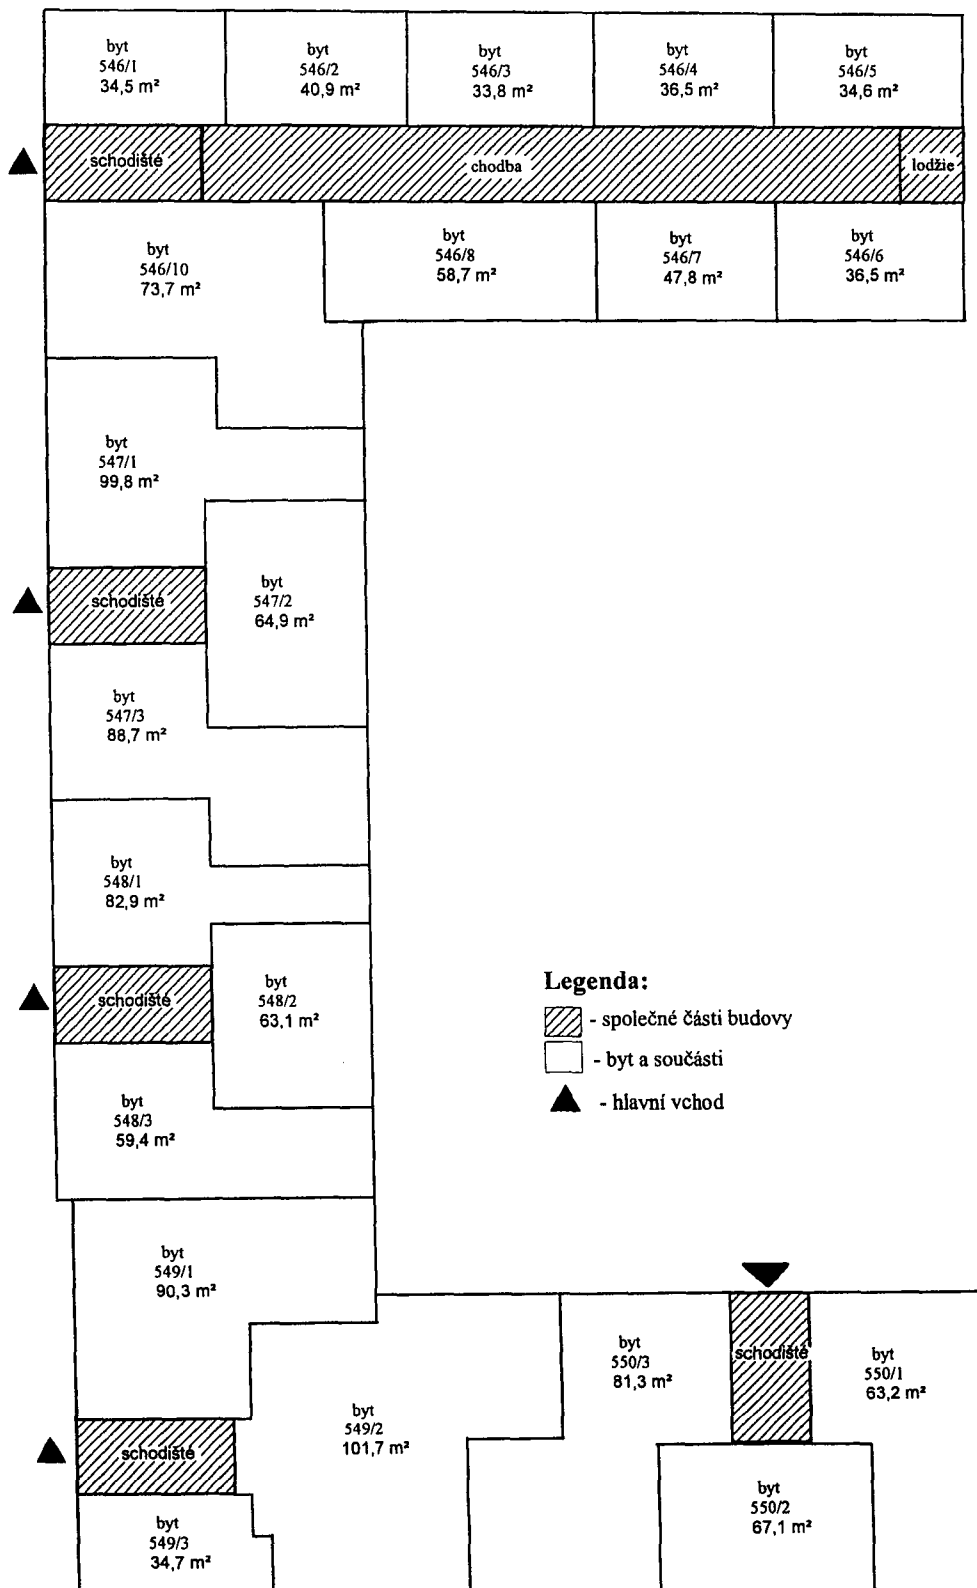 byt
546/1
34,5 m²
byt
546/2
40,9 m²
byt
546/3
33,8 m²
byt
546/4
36,5 m²
byt
546/5
34,6 m²
schodiště
chodba
lodžie
byt
546/10
73,7 m²
byt
546/8
58,7 m²
byt
546/7
47,8 m²
byt
546/6
36,5 m²
byt
547/1
99,8 m²
schodiště
byt
547/2
64,9 m²
byt
547/3
88,7 m²
byt
548/1
82,9 m²
schodiště
byt
548/2
63,1 m²
byt
548/3
59,4 m²
Legenda:
- společné části budovy
- byt a součásti
- hlavní vchod
byt
549/1
90,3 m²
byt
550/3
81,3 m²
schodiště
byt
550/1
63,2 m²
byt
549/2
101,7 m²
schodiště
byt
550/2
67,1 m²
byt
549/3
34,7 m²